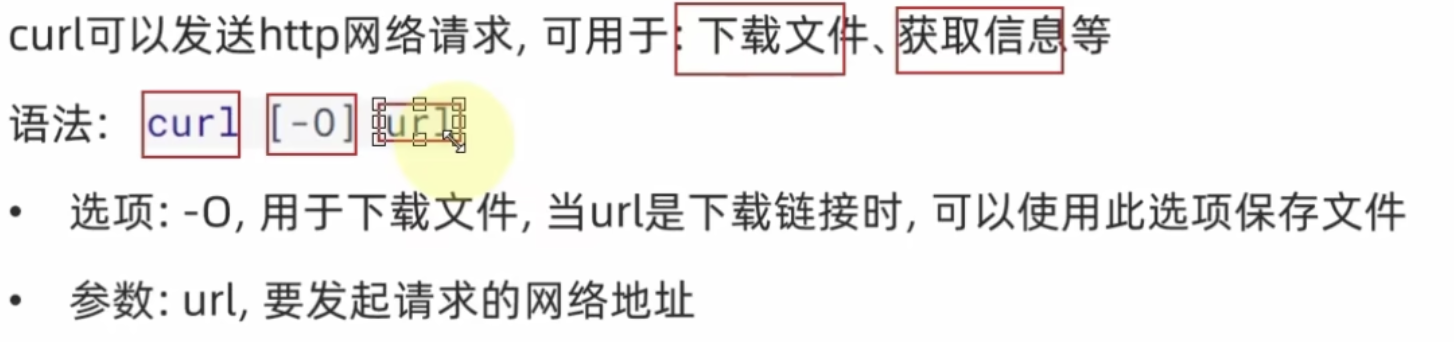 curl可以发送http网络请求, 可用于: 下载文件、获取信息等
语法: curl [-O] url
• 选项: -O, 用于下载文件, 当url是下载链接时, 可以使用此选项保存文件
• 参数: url, 要发起请求的网络地址